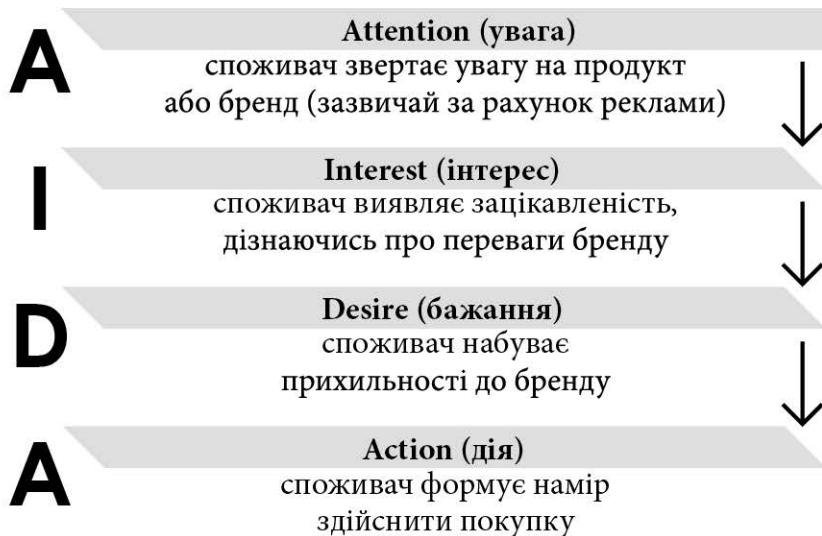 A
Attention (увага)
споживач звертає увагу на продукт
або бренд (зазвичай за рахунок реклами)
I
Interest (інтерес)
споживач виявляє зацікавленість,
дізнаючись про переваги бренду
D
Desire (бажання)
споживач набуває
прихильності до бренду
A
Action (дія)
споживач формує намір
здійснити покупку